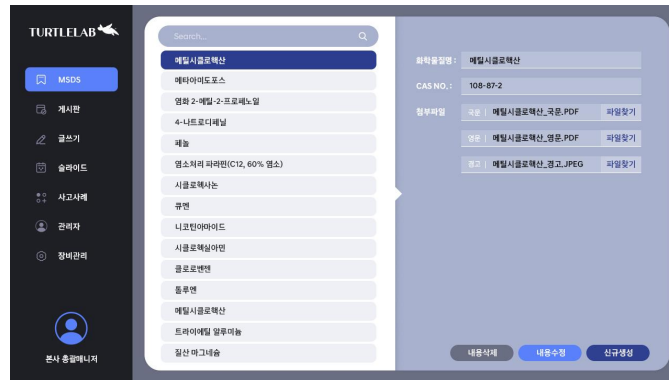 TURTLELAB
MSDS
게시판
글쓰기
슬라이드
사고사례
관리자
장비관리
본사 총괄매니저
Search...
메틸시클로헥산
메타아미도포스
염화 2-메틸-2-프로페노일
4-나트로디페닐
페놀
염소처리 파라핀(C12, 60% 염소)
시클로헥사논
큐멘
니코틴아마이드
시클로헥실아민
클로로벤젠
톨루엔
메틸시클로헥산
트라이에틸 알루미늄
질산 마그네슘
화학물질명 : 메틸시클로헥산
CAS NO. : 108-87-2
첨부파일 국문 | 메틸시클로헥산_국문.PDF 파일찾기
영문 | 메틸시클로헥산_영문.PDF 파일찾기
경고 | 메틸시클로헥산_경고.JPEG 파일찾기
내용삭제 내용수정 신규생성